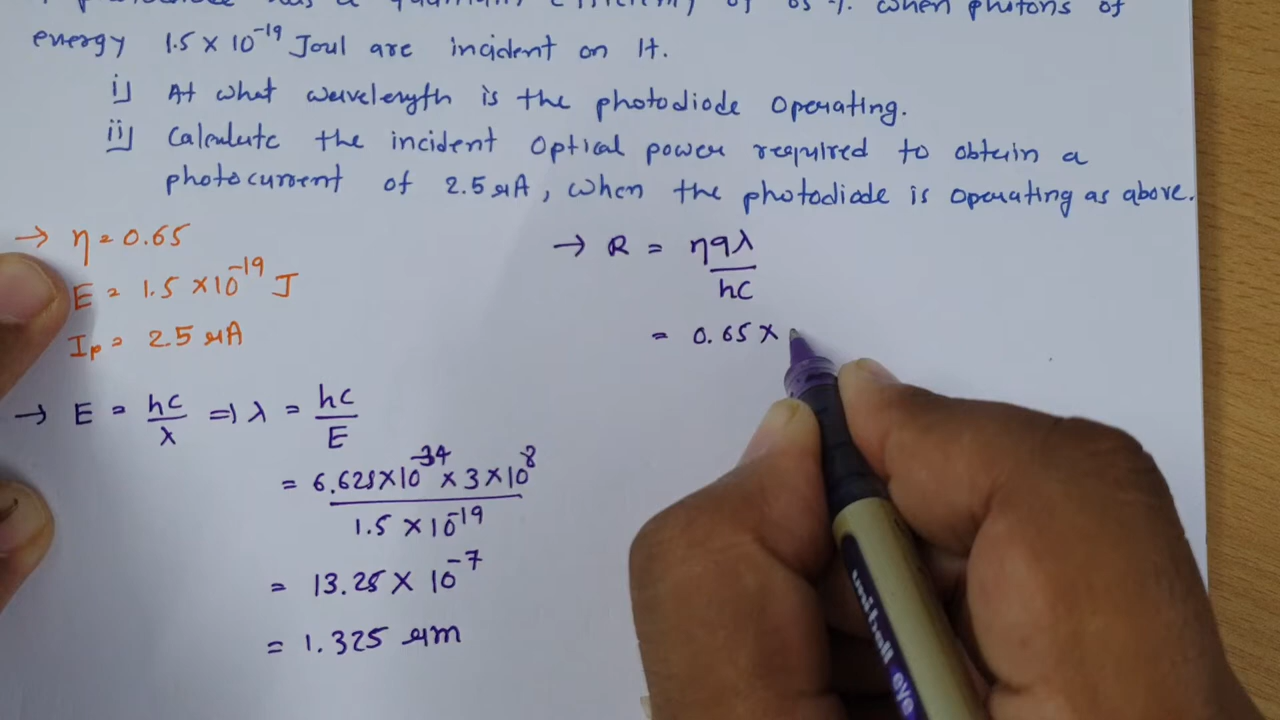 energy 1.5 × 10⁻¹⁹ Joul are incident on It.
i) At what wavelength is the photodiode Operating.
ii) Calculate the incident Optical power required to obtain a
photocurrent of 2.5 μA, when the photodiode is operating as above.
→ η = 0.65
E = 1.5 × 10⁻¹⁹ J
Iₚ = 2.5 μA
→ E = hc/λ ⇒ λ = hc/E
= 6.625×10⁻³⁴ × 3 × 10⁸
1.5 × 10⁻¹⁹
= 13.25 × 10⁻⁷
= 1.325 μm
→ R = ηqλ
hc
= 0.65 ×
uniball eye